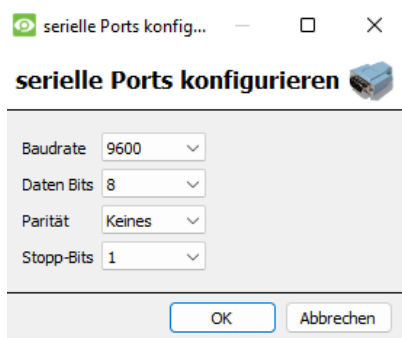 serielle Ports konfig...
serielle Ports konfigurieren
Baudrate 9600
Daten Bits 8
Parität Keines
Stopp-Bits 1
OK Abbrechen